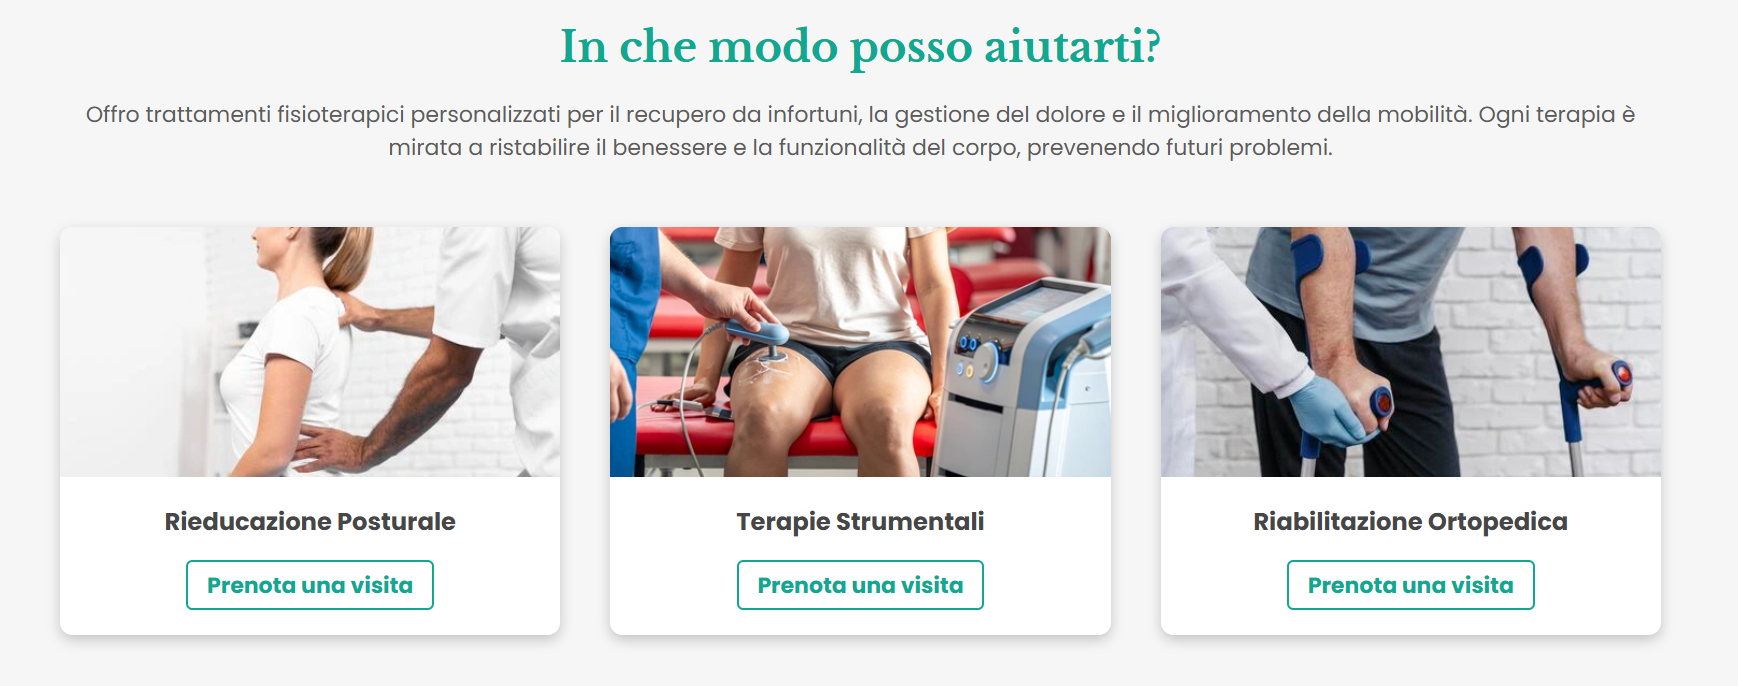 In che modo posso aiutarti?
Offro trattamenti fisioterapici personalizzati per il recupero da infortuni, la gestione del dolore e il miglioramento della mobilità. Ogni terapia è
mirata a ristabilire il benessere e la funzionalità del corpo, prevenendo futuri problemi.
Rieducazione Posturale
Prenota una visita
Terapie Strumentali
Prenota una visita
Riabilitazione Ortopedica
Prenota una visita